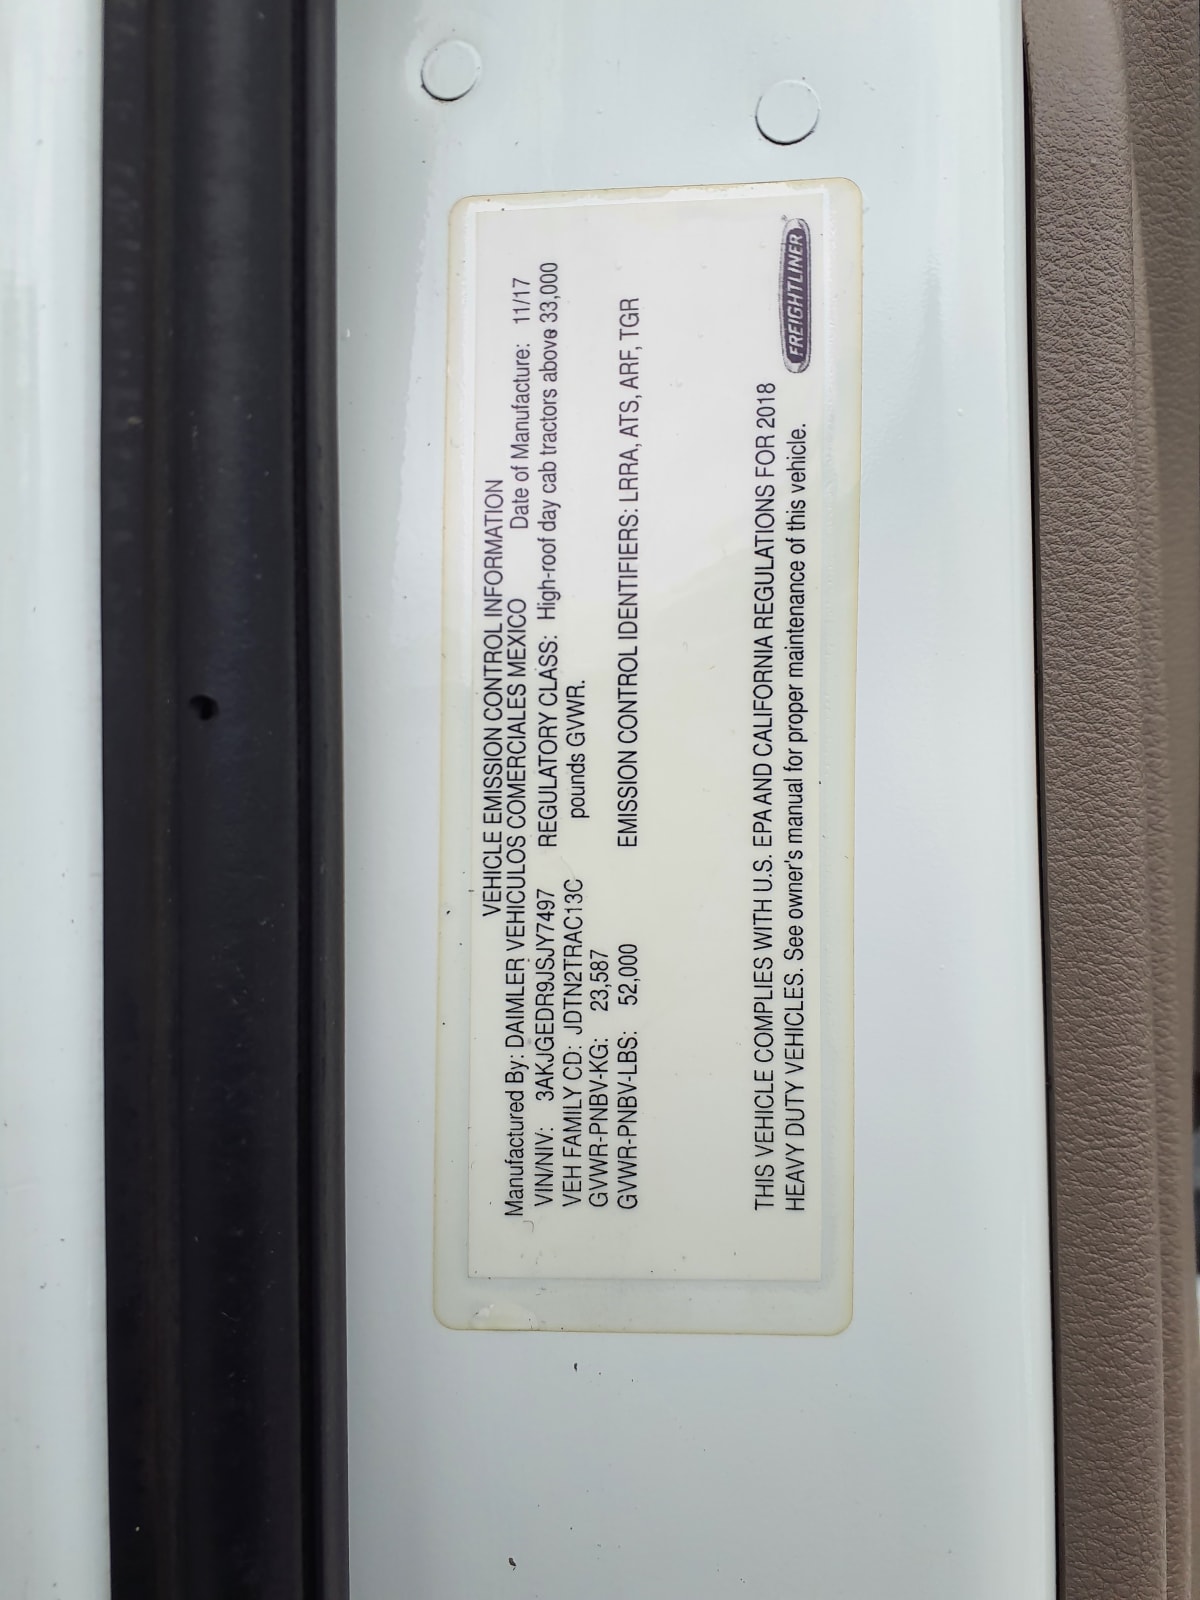 VEHICLE EMISSION CONTROL INFORMATION
Manufactured By: DAIMLER VEHICULOS COMERCIALES MEXICO Date of Manufacture: 11/17
VIN/NIV: 3AKJGEDR9JSJY7497 REGULATORY CLASS: High-roof day cab tractors above 33,000
VEH FAMILY CD: JDTN2TRAC13C pounds GVWR.
GVWR-PNBV-KG: 23,587
GVWR-PNBV-LBS: 52,000 EMISSION CONTROL IDENTIFIERS: LRRA, ATS, ARF, TGR
THIS VEHICLE COMPLIES WITH U.S. EPA AND CALIFORNIA REGULATIONS FOR 2018
HEAVY DUTY VEHICLES. See owner's manual for proper maintenance of this vehicle.
FREIGHTLINER®